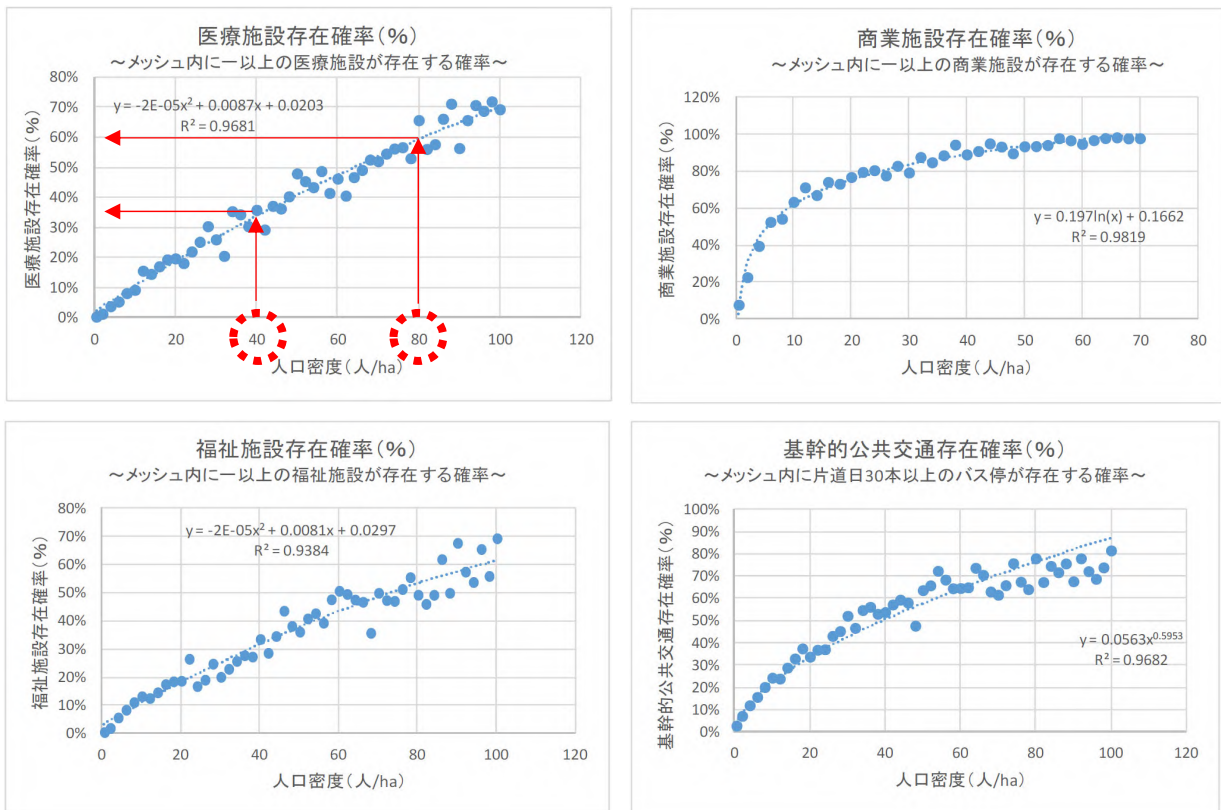 医療施設存在確率(%)
~メッシュ内に一以上の医療施設が存在する確率~
80%
70%
60%
50%
40%
30%
20%
10%
0%
y = -2E-05x² + 0.0087x + 0.0203
R² = 0.9681
医療施設存在確率(%)
0 20 40 60 80 100 120
人口密度(人/ha)
商業施設存在確率(%)
~メッシュ内に一以上の商業施設が存在する確率~
120%
100%
80%
60%
40%
20%
0%
y = 0.197ln(x) + 0.1662
R² = 0.9819
商業施設存在確率(%)
0 10 20 30 40 50 60 70 80
人口密度(人/ha)
福祉施設存在確率(%)
~メッシュ内に一以上の福祉施設が存在する確率~
80%
70%
60%
50%
40%
30%
20%
10%
0%
y = -2E-05x² + 0.0081x + 0.0297
R² = 0.9384
福祉施設存在確率(%)
0 20 40 60 80 100 120
人口密度(人/ha)
基幹的公共交通存在確率(%)
~メッシュ内に片道日30本以上のバス停が存在する確率~
100%
90%
80%
70%
60%
50%
40%
30%
20%
10%
0%
y = 0.0563x^0.5953
R² = 0.9682
基幹的公共交通存在確率(%)
0 20 40 60 80 100 120
人口密度(人/ha)